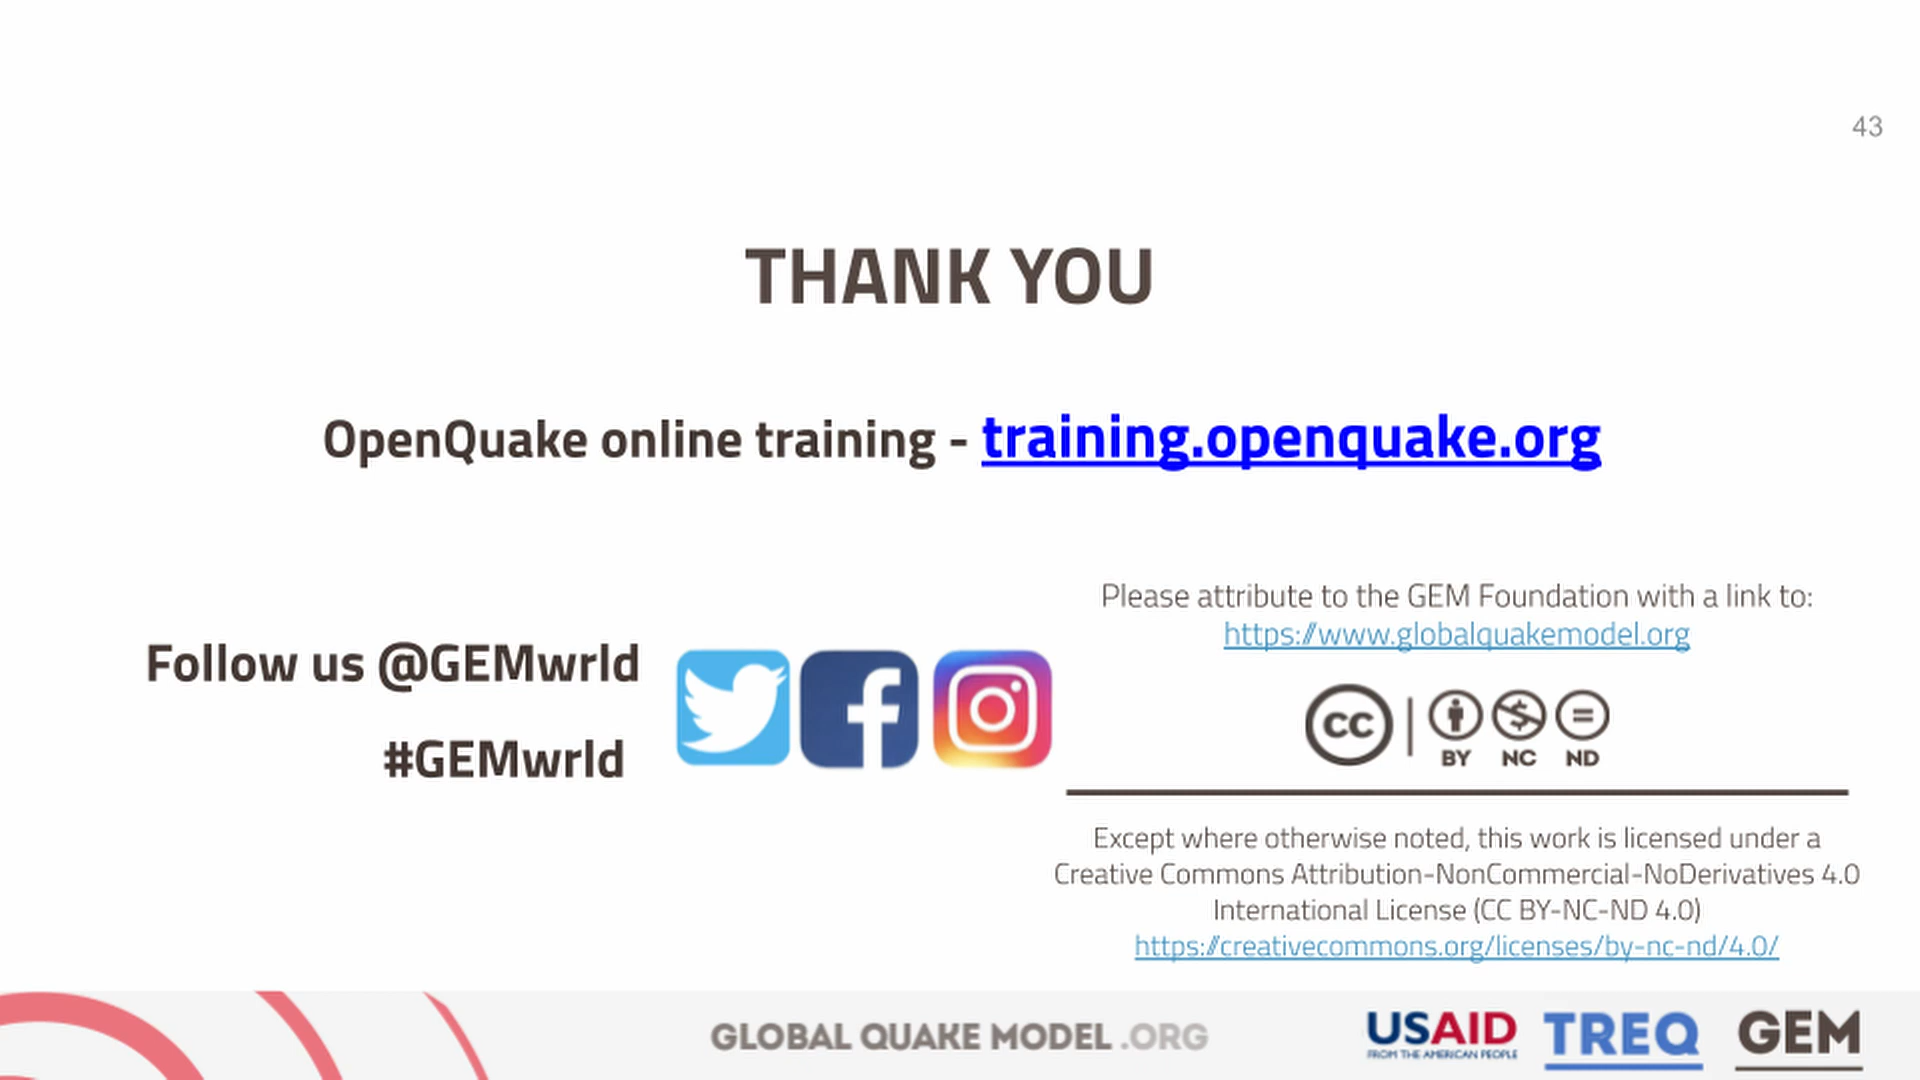 43
THANK YOU
OpenQuake online training - training.openquake.org
Follow us @GEMwrld
#GEMwrld
Please attribute to the GEM Foundation with a link to:
https://www.globalquakemodel.org
cc
BY NC ND
Except where otherwise noted, this work is licensed under a
Creative Commons Attribution-NonCommercial-NoDerivatives 4.0
International License (CC BY-NC-ND 4.0)
https://creativecommons.org/licenses/by-nc-nd/4.0/
GLOBAL QUAKE MODEL .ORG
USAID
FROM THE AMERICAN PEOPLE
TREQ
GEM